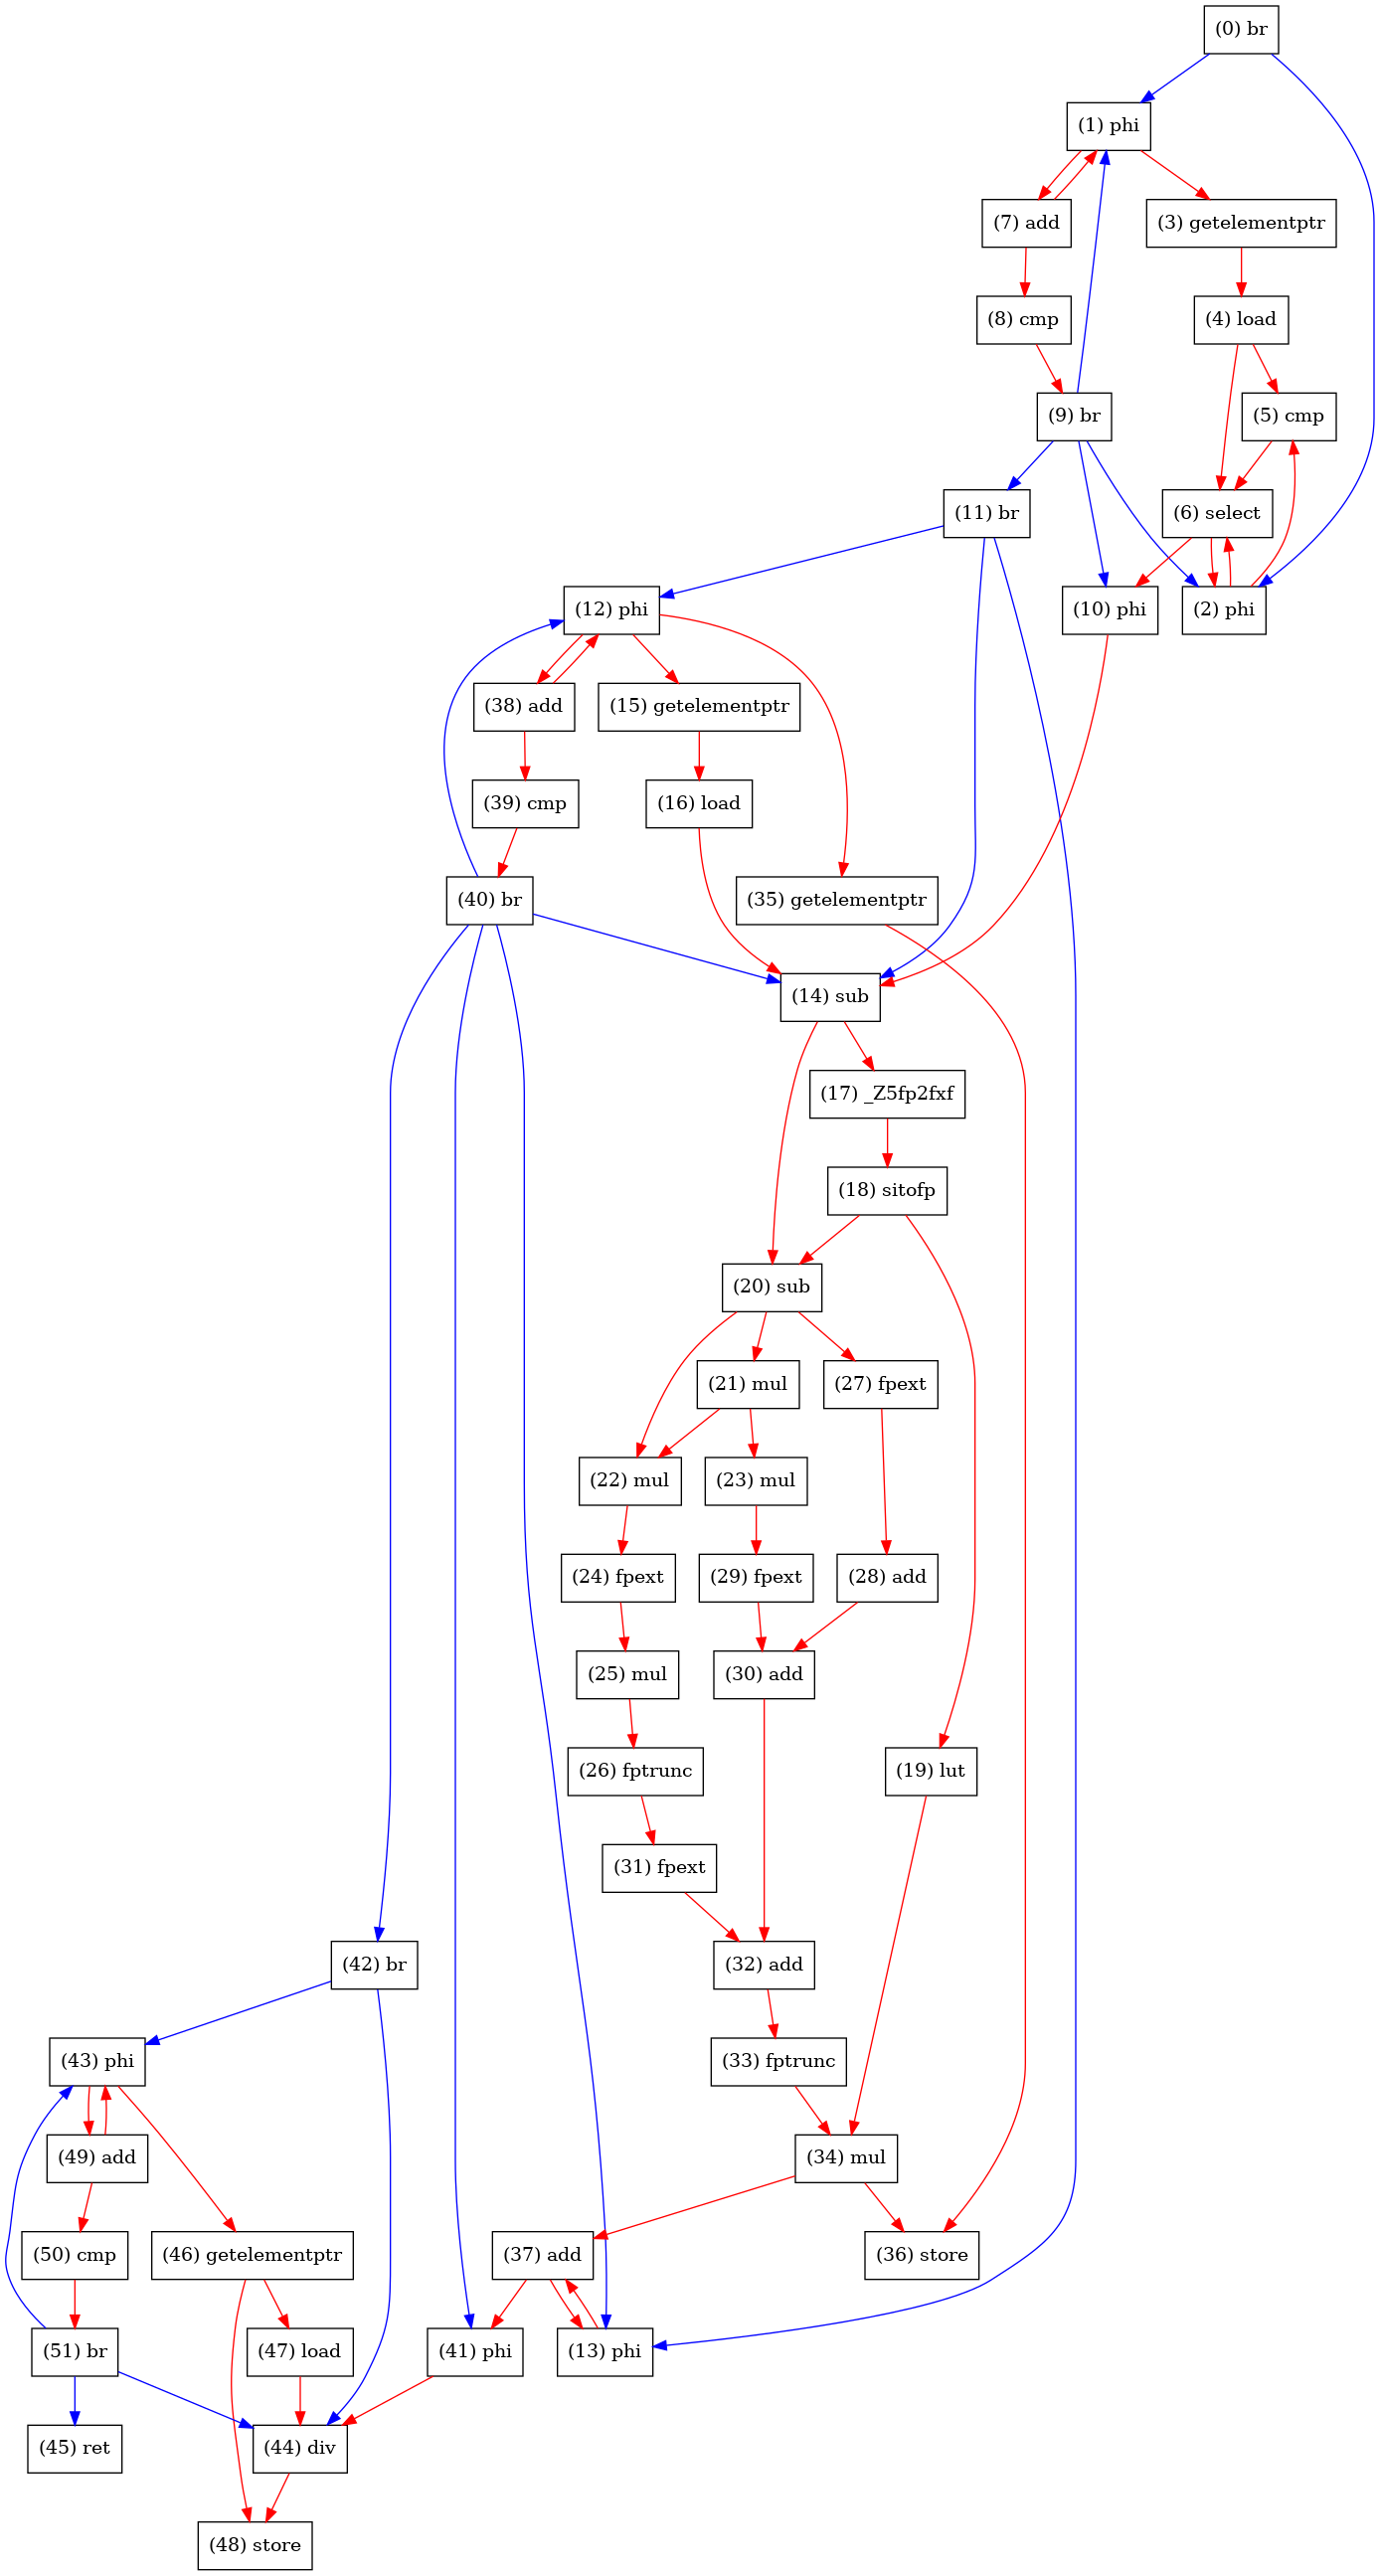 (0) br
(1) phi
(7) add
(3) getelementptr
(8) cmp
(4) load
(9) br
(5) cmp
(11) br
(6) select
(12) phi
(10) phi
(2) phi
(38) add
(15) getelementptr
(39) cmp
(16) load
(40) br
(35) getelementptr
(14) sub
(17) _Z5fp2fxf
(18) sitofp
(20) sub
(21) mul
(27) fpext
(22) mul
(23) mul
(24) fpext
(29) fpext
(28) add
(25) mul
(30) add
(26) fptrunc
(19) lut
(31) fpext
(42) br
(32) add
(43) phi
(33) fptrunc
(49) add
(34) mul
(50) cmp
(46) getelementptr
(37) add
(36) store
(51) br
(47) load
(41) phi
(13) phi
(45) ret
(44) div
(48) store